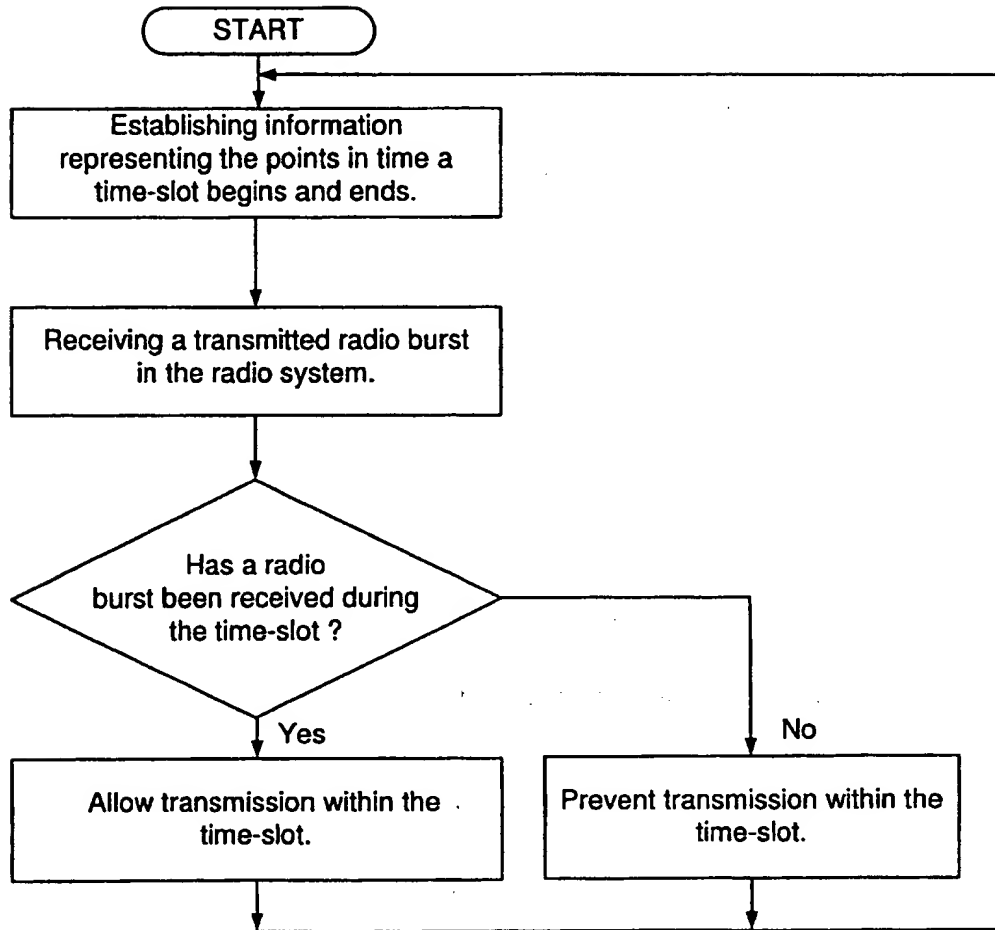 START
Establishing information
representing the points in time a
time-slot begins and ends.
Receiving a transmitted radio burst
in the radio system.
Has a radio
burst been received during
the time-slot ?
Yes
No
Allow transmission within the
time-slot.
Prevent transmission within the
time-slot.